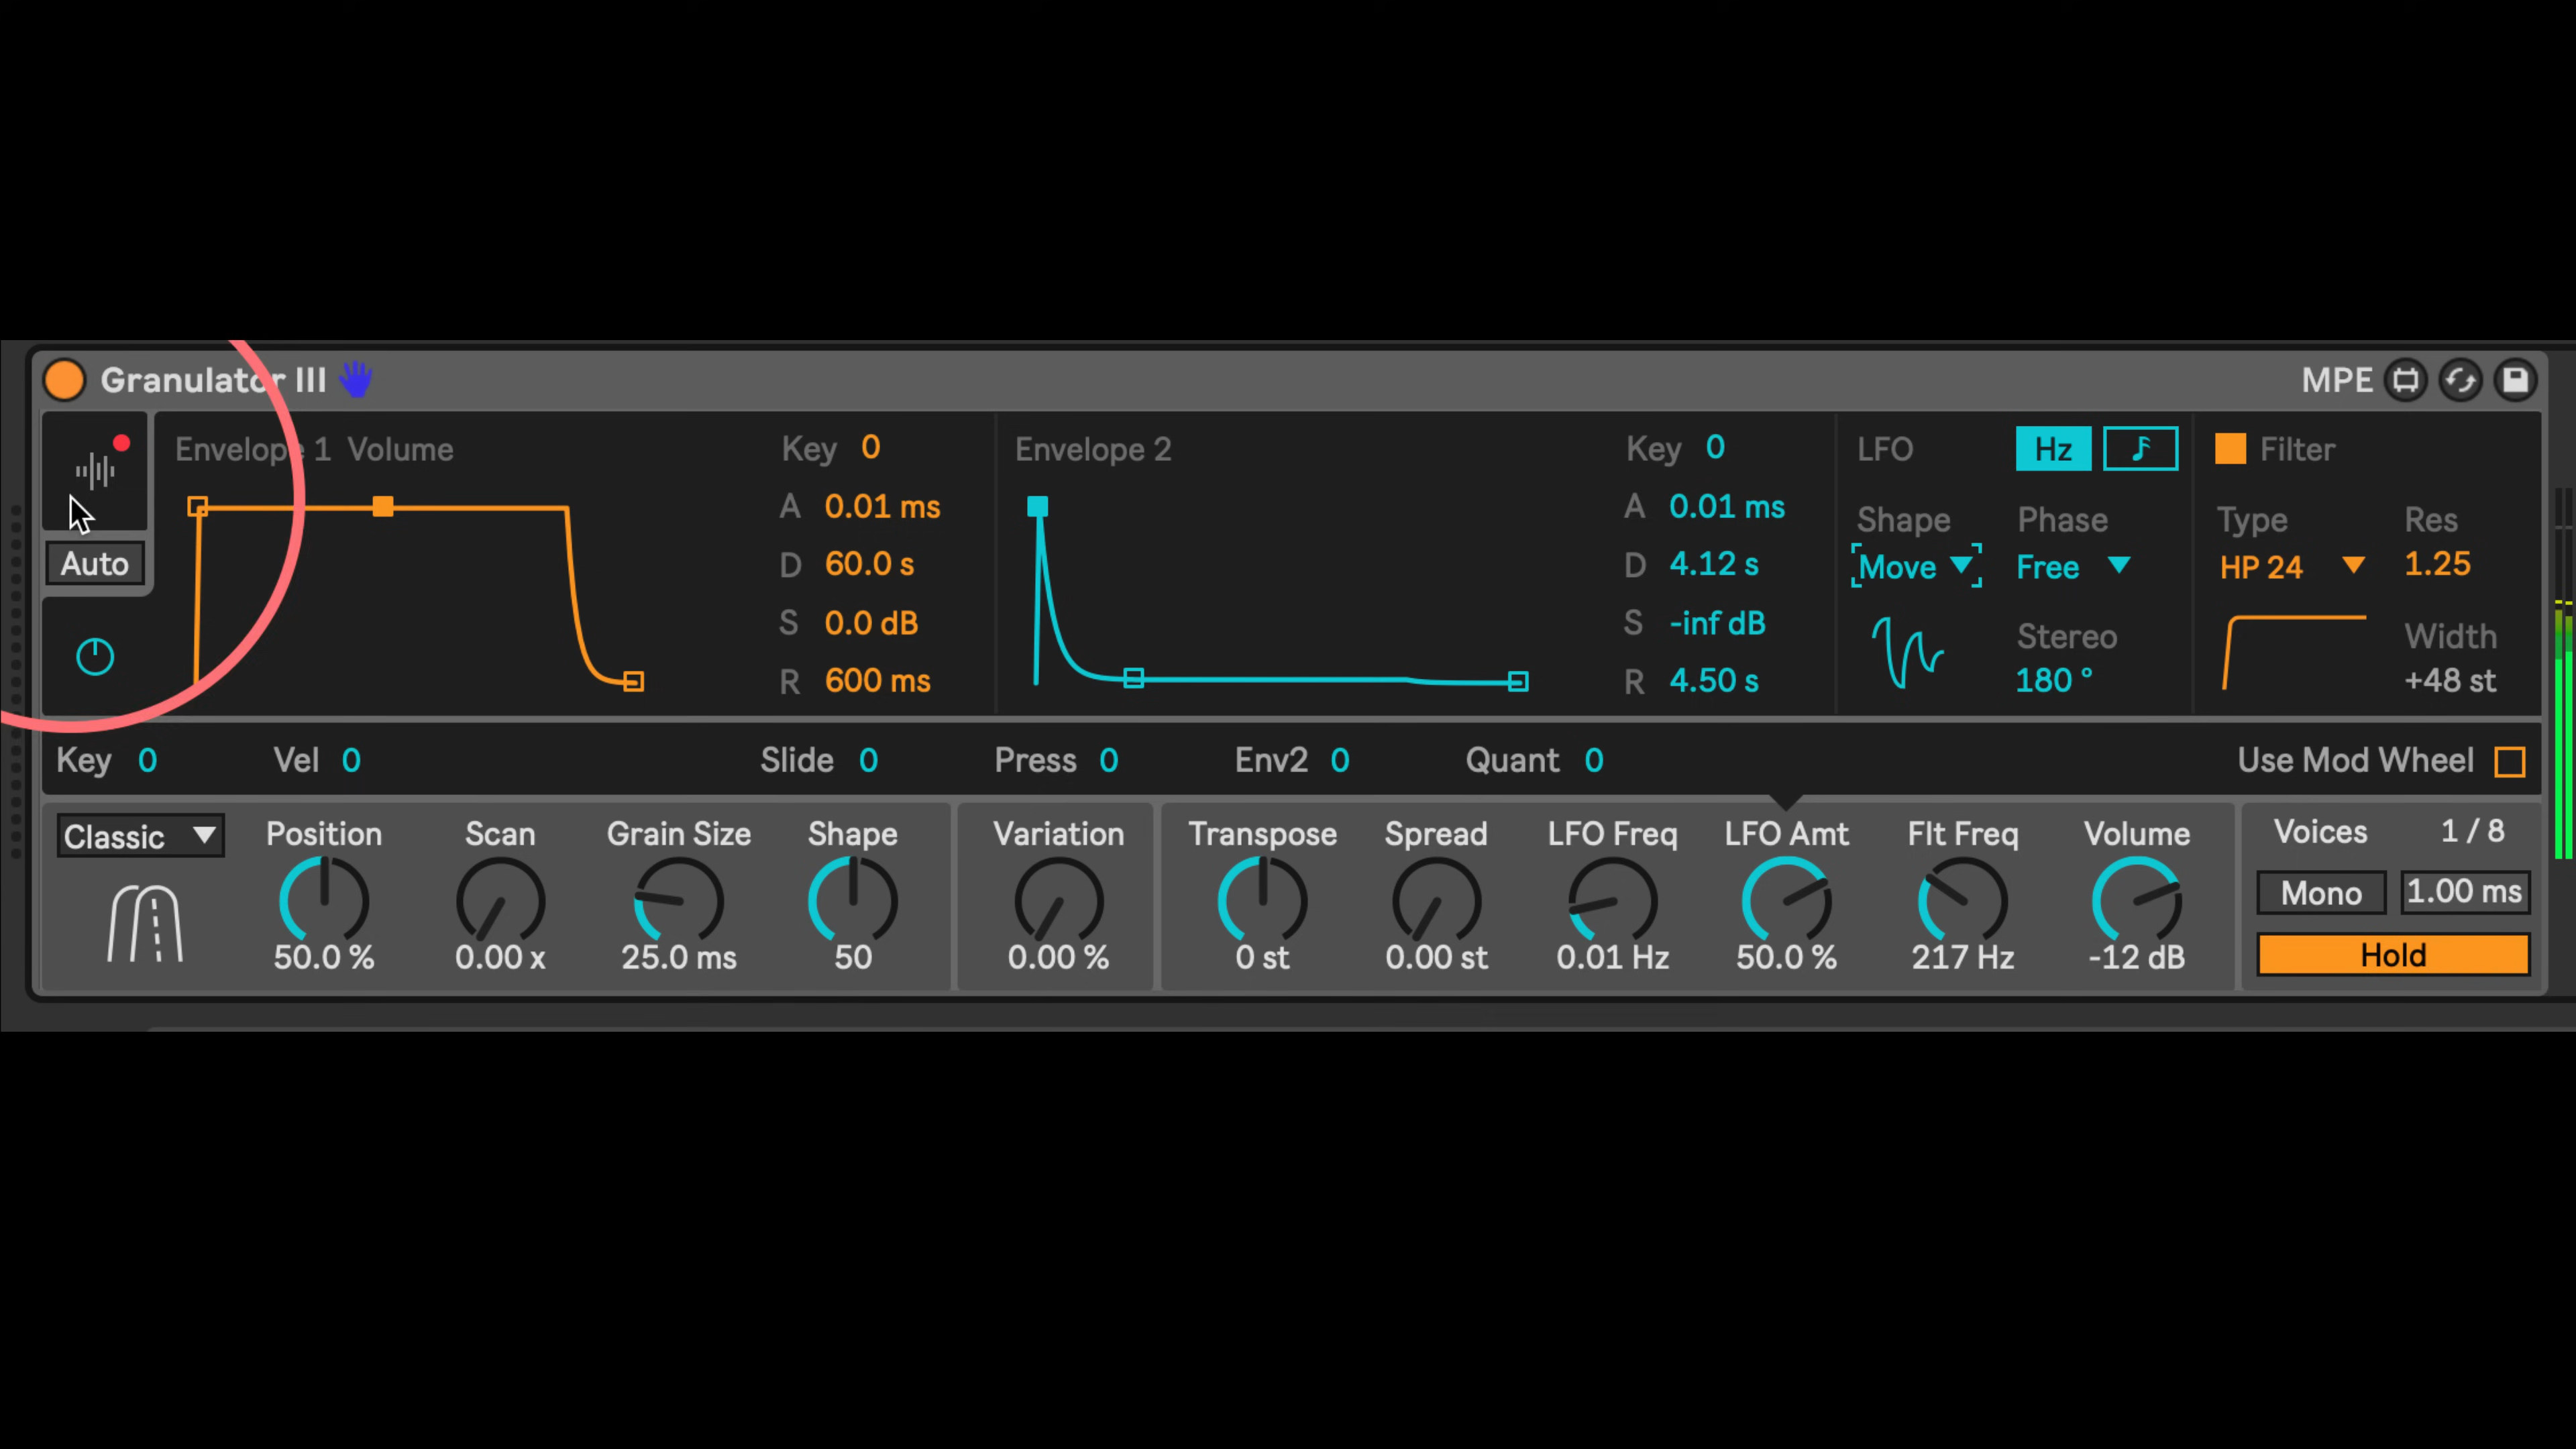 Granulator III MPE
Envelope 1 Volume Key 0 Envelope 2 Key 0 LFO Hz Filter
A 0.01 ms A 0.01 ms Shape Phase Type Res
Auto D 60.0 s D 4.12 s Move Free HP 24 1.25
S 0.0 dB S -inf dB Stereo Width
R 600 ms R 4.50 s 180 ° +48 st
Key 0 Vel 0 Slide 0 Press 0 Env2 0 Quant 0 Use Mod Wheel
Classic Position Scan Grain Size Shape Variation Transpose Spread LFO Freq LFO Amt Flt Freq Volume Voices 1 / 8
Mono 1.00 ms
50.0 % 0.00 x 25.0 ms 50 0.00 % 0 st 0.00 st 0.01 Hz 50.0 % 217 Hz -12 dB Hold